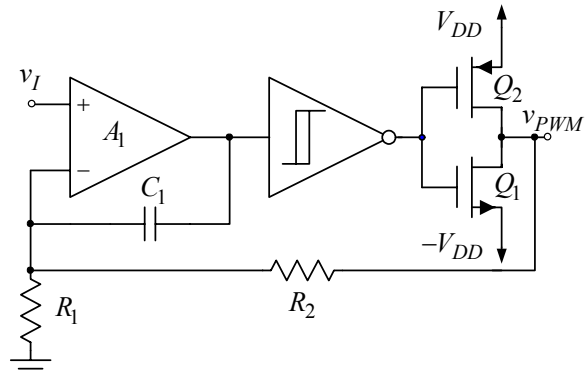 V_DD
v_I
+
A_1
−
Q_2
v_PWM
C_1
Q_1
−V_DD
R_2
R_1